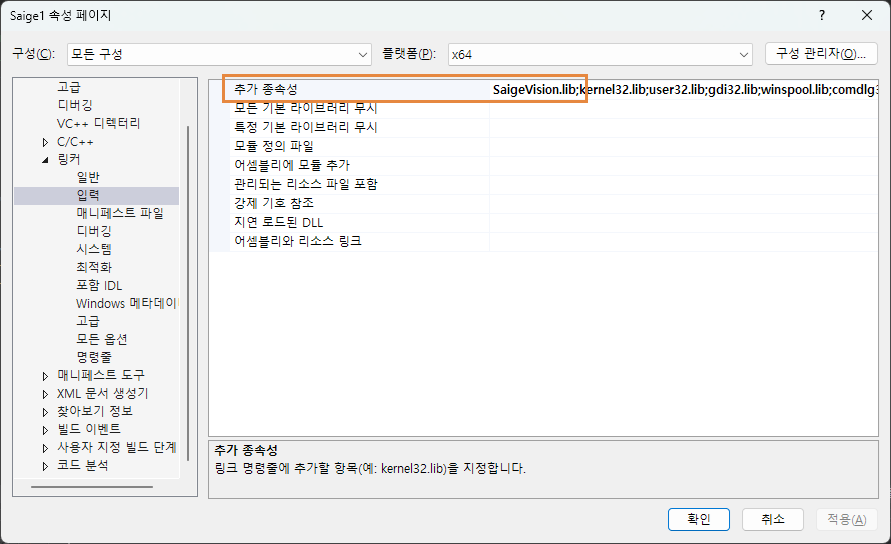 Saige1 속성 페이지
구성(C): 모든 구성 플랫폼(P): x64 구성 관리자(O)...
고급
디버깅
VC++ 디렉터리
C/C++
링커
일반
입력
매니페스트 파일
디버깅
시스템
최적화
포함 IDL
Windows 메타데이
고급
모든 옵션
명령줄
매니페스트 도구
XML 문서 생성기
찾아보기 정보
빌드 이벤트
사용자 지정 빌드 단계
코드 분석
추가 종속성 SaigeVision.lib;kernel32.lib;user32.lib;gdi32.lib;winspool.lib;comdlg3
모든 기본 라이브러리 무시
특정 기본 라이브러리 무시
모듈 정의 파일
어셈블리에 모듈 추가
관리되는 리소스 파일 포함
강제 기호 참조
지연 로드된 DLL
어셈블리와 리소스 링크
추가 종속성
링크 명령줄에 추가할 항목(예: kernel32.lib)을 지정합니다.
확인 취소 적용(A)